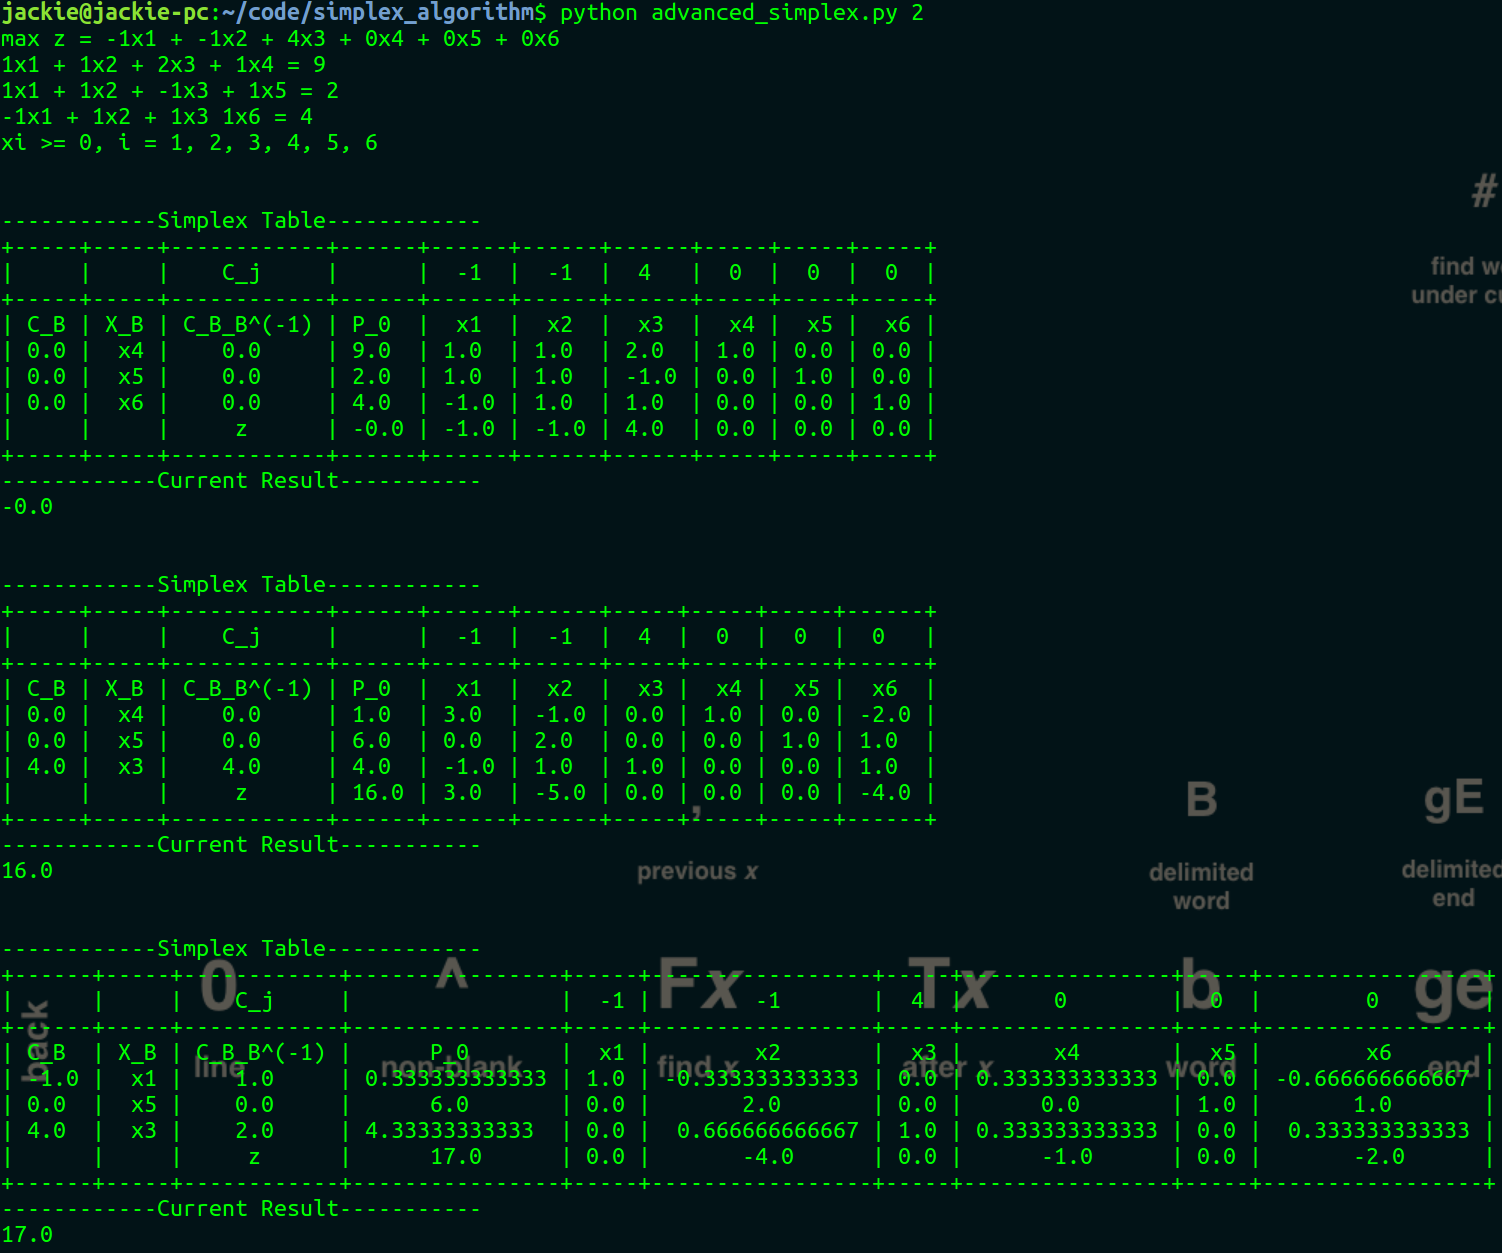 jackie@jackie-pc:~/code/simplex_algorithm$ python advanced_simplex.py 2
max z = -1x1 + -1x2 + 4x3 + 0x4 + 0x5 + 0x6
1x1 + 1x2 + 2x3 + 1x4 = 9
1x1 + 1x2 + -1x3 + 1x5 = 2
-1x1 + 1x2 + 1x3 1x6 = 4
xi >= 0, i = 1, 2, 3, 4, 5, 6
#
find
under
------------Simplex Table------------
+-----+-----+------------+------+------+------+------+-----+-----+-----+
|     |     |    C_j     |      |  -1  |  -1  |  4   |  0  |  0  |  0  |
+-----+-----+------------+------+------+------+------+-----+-----+-----+
| C_B | X_B | C_B_B^(-1) | P_0  |  x1  |  x2  |  x3  |  x4 |  x5 |  x6 |
| 0.0 |  x4 |    0.0     | 9.0  | 1.0  | 1.0  | 2.0  | 1.0 | 0.0 | 0.0 |
| 0.0 |  x5 |    0.0     | 2.0  | 1.0  | 1.0  | -1.0 | 0.0 | 1.0 | 0.0 |
| 0.0 |  x6 |    0.0     | 4.0  | -1.0 | 1.0  | 1.0  | 0.0 | 0.0 | 1.0 |
|     |     |     z      | -0.0 | -1.0 | -1.0 | 4.0  | 0.0 | 0.0 | 0.0 |
+-----+-----+------------+------+------+------+------+-----+-----+-----+
------------Current Result-----------
-0.0
------------Simplex Table------------
+-----+-----+------------+------+------+------+-----+-----+-----+------+
|     |     |    C_j     |      |  -1  |  -1  |  4  |  0  |  0  |  0   |
+-----+-----+------------+------+------+------+-----+-----+-----+------+
| C_B | X_B | C_B_B^(-1) | P_0  |  x1  |  x2  |  x3 |  x4 |  x5 |  x6  |
| 0.0 |  x4 |    0.0     | 1.0  | 3.0  | -1.0 | 0.0 | 1.0 | 0.0 | -2.0 |
| 0.0 |  x5 |    0.0     | 6.0  | 0.0  | 2.0  | 0.0 | 0.0 | 1.0 | 1.0  |
| 4.0 |  x3 |    4.0     | 4.0  | -1.0 | 1.0  | 1.0 | 0.0 | 0.0 | 1.0  |
|     |     |     z      | 16.0 | 3.0  | -5.0 | 0.0 | 0.0 | 0.0 | -4.0 |
+-----+-----+------------+------+------+------+-----+-----+-----+------+
------------Current Result-----------
16.0
, B gE
previous x delimited delimited
word end
------------Simplex Table------------
+------+-----+------------+----------------+-----+-----------------+-----+----------------+-----+-----------------+
|      |     |    C_j     |                |  -1 |        -1       |  4  |       0        |  0  |        0        |
+------+-----+------------+----------------+-----+-----------------+-----+----------------+-----+-----------------+
| C_B  | X_B | C_B_B^(-1) |      P_0       |  x1 |        x2       |  x3 |       x4       |  x5 |        x6       |
| -1.0 |  x1 |    1.0     | 0.333333333333 | 1.0 | -0.333333333333 | 0.0 | 0.333333333333 | 0.0 | -0.666666666667 |
| 0.0  |  x5 |    0.0     |      6.0       | 0.0 |       2.0       | 0.0 |      0.0       | 1.0 |       1.0       |
| 4.0  |  x3 |    2.0     | 4.33333333333  | 0.0 |  0.666666666667 | 1.0 | 0.333333333333 | 0.0 |  0.333333333333 |
|      |     |     z      |      17.0      | 0.0 |       -4.0      | 0.0 |      -1.0      | 0.0 |       -2.0      |
+------+-----+------------+----------------+-----+-----------------+-----+----------------+-----+-----------------+
back
0 ^ Fx Tx b ge
line non-blank find x after x word end
------------Current Result-----------
17.0